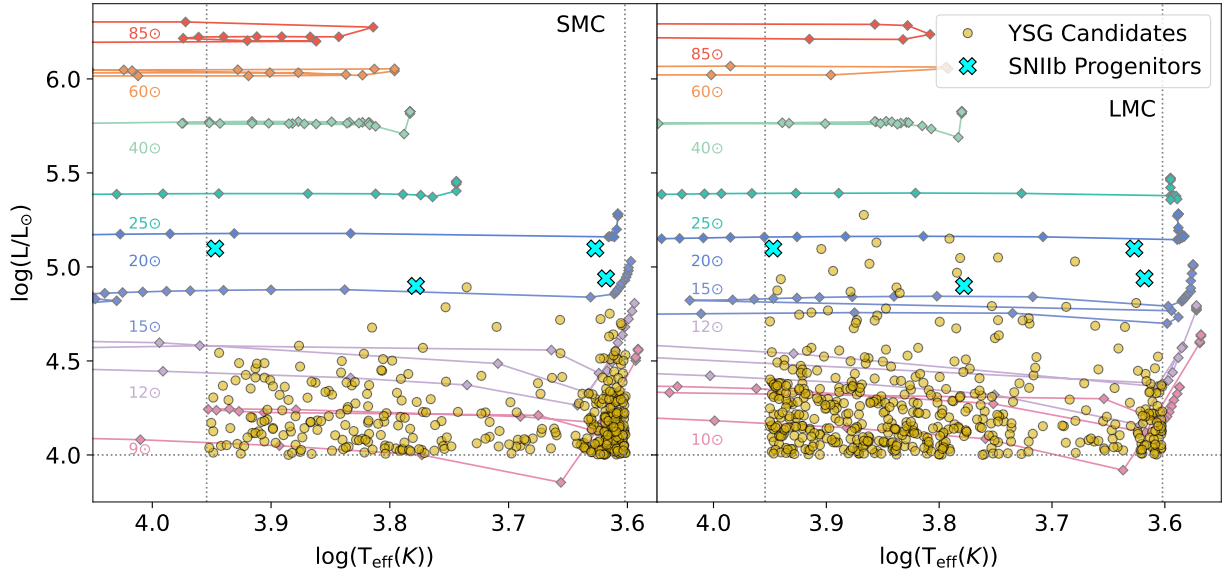 SMC
85⊙
60⊙
40⊙
25⊙
20⊙
15⊙
12⊙
9⊙
6.0
5.5
5.0
4.5
4.0
log(L/L⊙)
4.0 3.9 3.8 3.7 3.6
log(Teff(K))
YSG Candidates
SNIIb Progenitors
LMC
85⊙
60⊙
40⊙
25⊙
20⊙
15⊙
12⊙
10⊙
4.0 3.9 3.8 3.7 3.6
log(Teff(K))